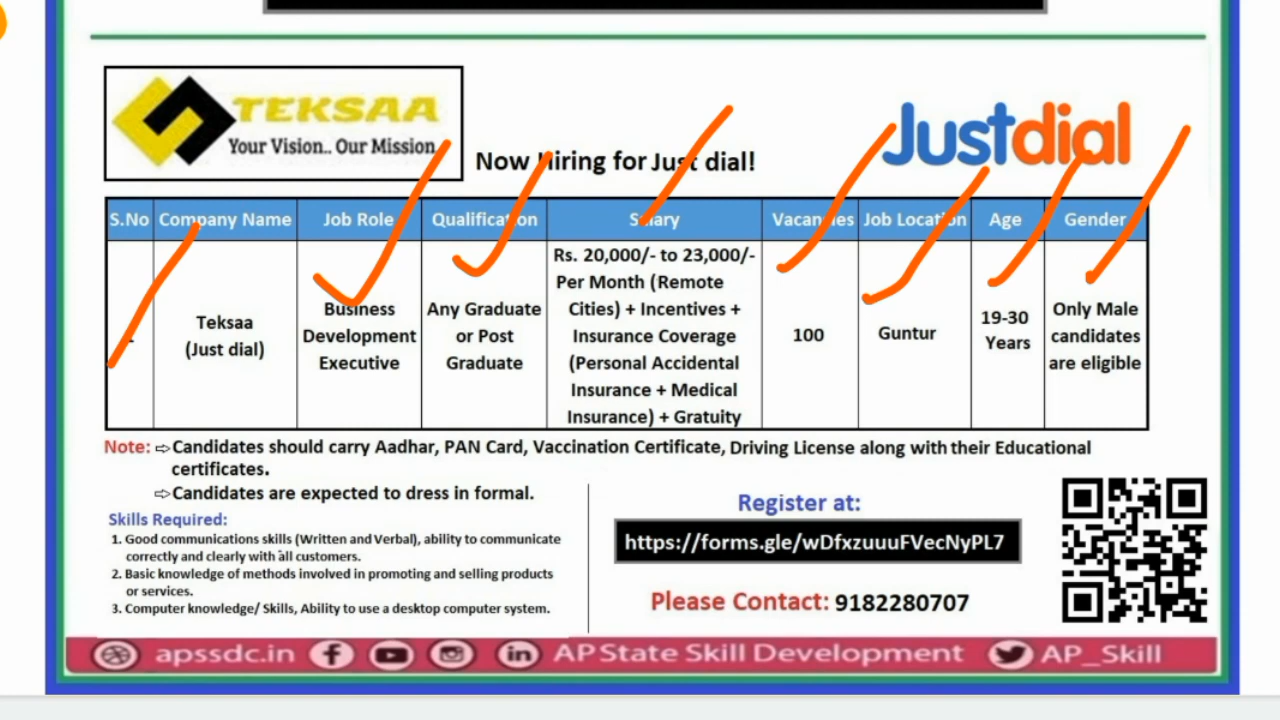 TEKSAA
Your Vision.. Our Mission
Now Hiring for Just dial!
Justdial
S.No Company Name Job Role Qualification Salary Vacancies Job Location Age Gender
Teksaa
(Just dial)
Business
Development
Executive
Any Graduate
or Post
Graduate
Rs. 20,000/- to 23,000/-
Per Month (Remote
Cities) + Incentives +
Insurance Coverage
(Personal Accidental
Insurance + Medical
Insurance) + Gratuity
100
Guntur
19-30
Years
Only Male
candidates
are eligible
Note: ⇨Candidates should carry Aadhar, PAN Card, Vaccination Certificate, Driving License along with their Educational
certificates.
⇨Candidates are expected to dress in formal.
Skills Required:
1. Good communications skills (Written and Verbal), ability to communicate
correctly and clearly with all customers.
2. Basic knowledge of methods involved in promoting and selling products
or services.
3. Computer knowledge/ Skills, Ability to use a desktop computer system.
Register at:
https://forms.gle/wDfxzuuuFVecNyPL7
Please Contact: 9182280707
apssdc.in AP State Skill Development AP_Skill